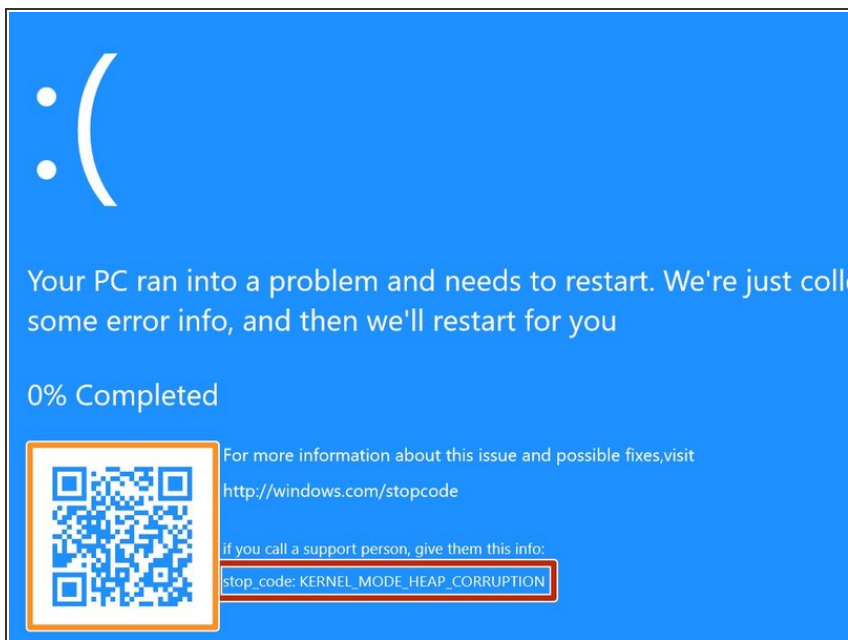 :(
Your PC ran into a problem and needs to restart. We're just
some error info, and then we'll restart for you
0% Completed
For more information about this issue and possible fixes,visit
http://windows.com/stopcode
if you call a support person, give them this info:
stop_code: KERNEL_MODE_HEAP_CORRUPTION